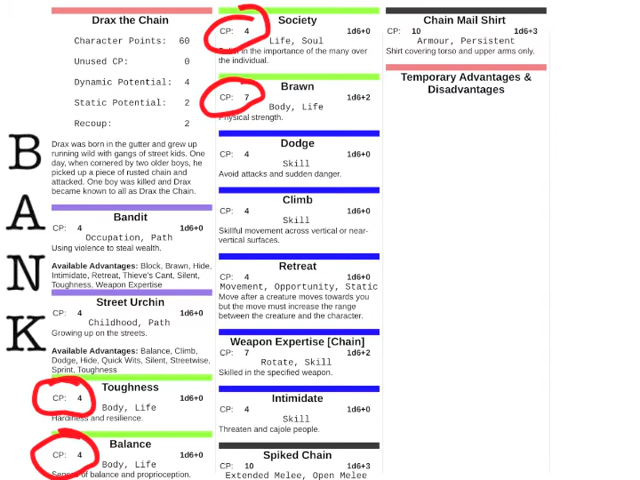 BANK
Drax the Chain
Character Points: 60
Unused CP: 0
Dynamic Potential: 4
Static Potential: 2
Recoup: 2
Drax was born in the gutter and grew up
running wild with gangs of street kids. One
day, when cornered by two older boys, he
picked up a piece of rusted chain and
attacked. One boy was killed and Drax
became known to all as Drax the Chain.
Bandit
CP: 4 1d6+0
Occupation, Path
Using violence to steal wealth.
Available Advantages: Block, Brawn, Hide,
Intimidate, Retreat, Thieve's Cant, Silent,
Toughness, Weapon Expertise
Street Urchin
CP: 4 1d6+0
Childhood, Path
Growing up on the streets.
Available Advantages: Balance, Climb,
Dodge, Hide, Quick Wits, Silent, Streetwise,
Sprint, Toughness
Toughness
CP: 4 1d6+0
Body, Life
Hardiness and resilience.
Balance
CP: 4 1d6+0
Body, Life
of balance and proprioception.
Society
CP: 4 1d6+0
Life, Soul
in the importance of the many over
the individual.
Brawn
CP: 7 1d6+2
Body, Life
Physical strength.
Dodge
CP: 4 1d6+0
Skill
Avoid attacks and sudden danger.
Climb
CP: 4 1d6+0
Skill
Skillful movement across vertical or near-
vertical surfaces.
Retreat
CP: 4 1d6+0
Movement, Opportunity, Static
Move after a creature moves towards you
but the move must increase the range
between the creature and the character.
Weapon Expertise [Chain]
CP: 7 1d6+2
Rotate, Skill
Skilled in the specified weapon.
Intimidate
CP: 4 1d6+0
Skill
Threaten and cajole people.
Spiked Chain
CP: 10 1d6+3
Extended Melee, Open Melee
Chain Mail Shirt
CP: 10 1d6+3
Armour, Persistent
Shirt covering torso and upper arms only.
Temporary Advantages &
Disadvantages